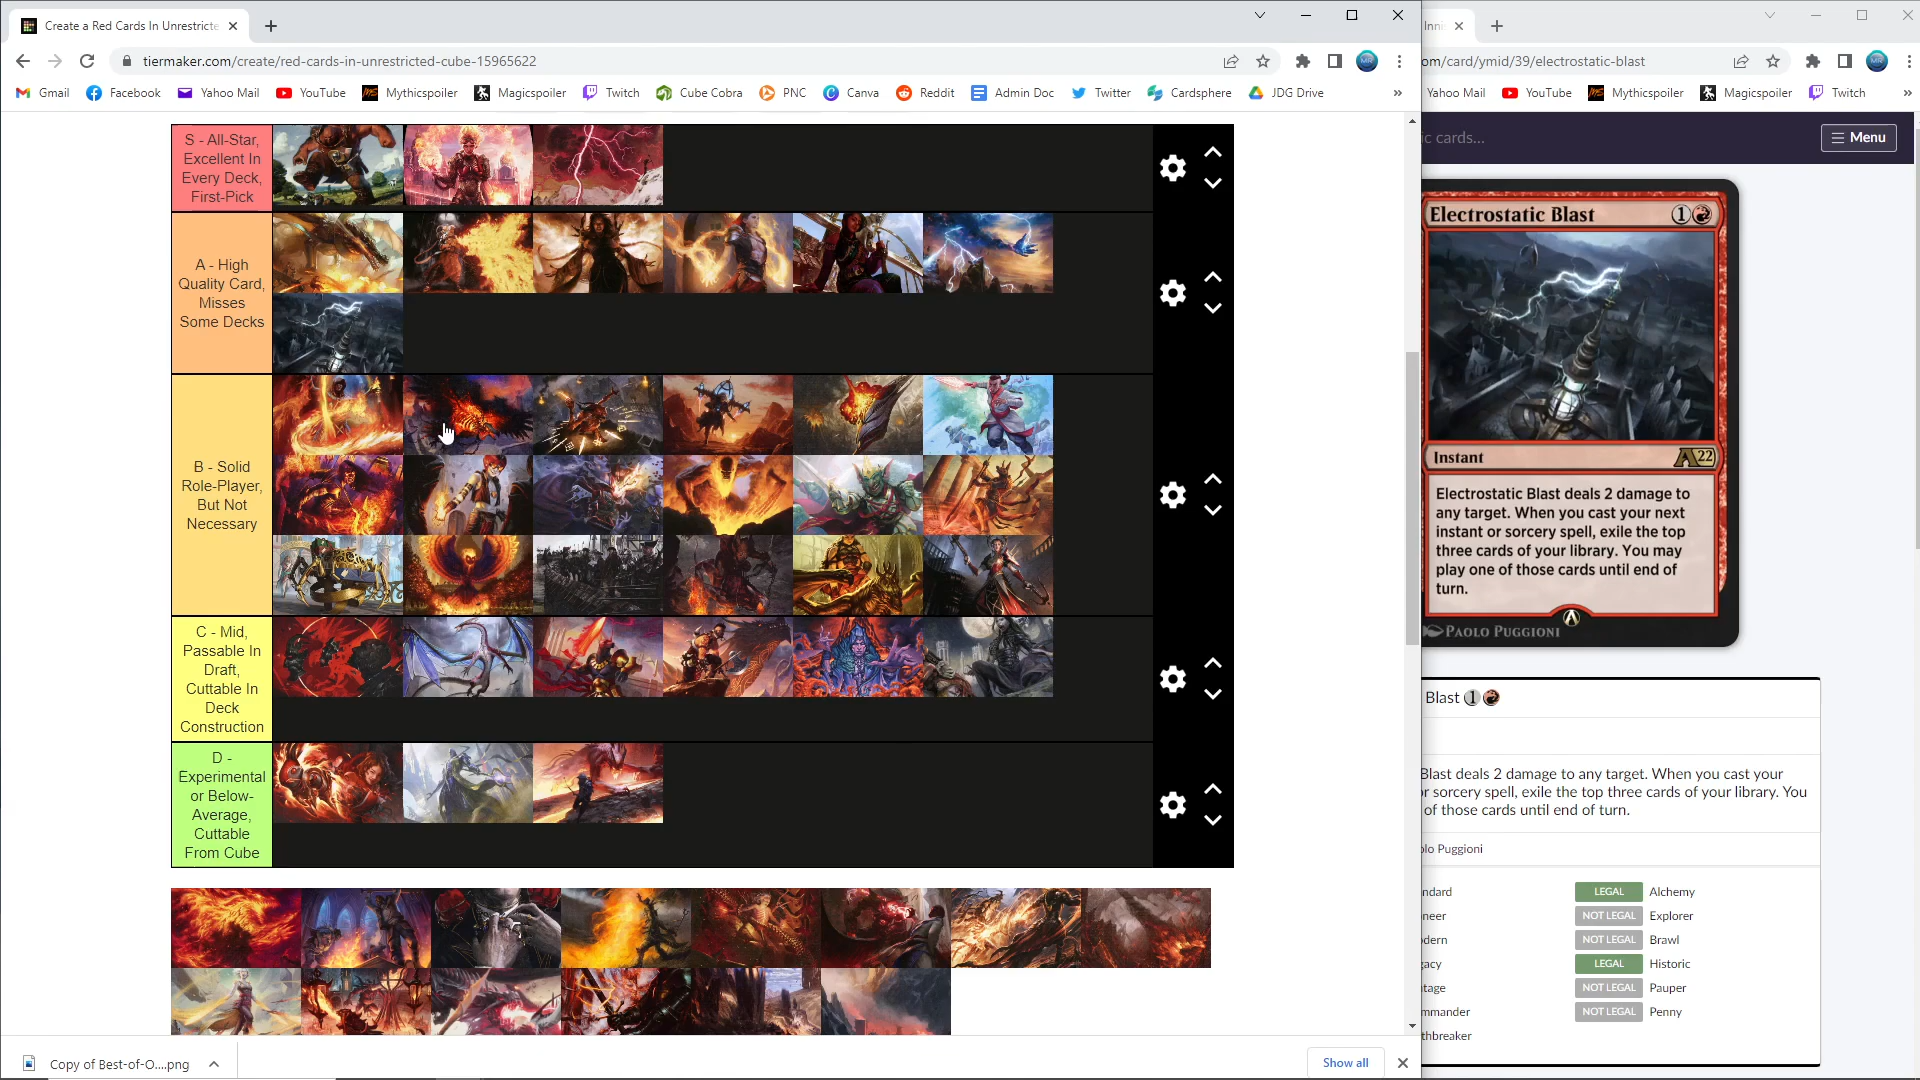 Create a Red Cards In Unrestricte
tiermaker.com/create/red-cards-in-unrestricted-cube-15965622
om/card/ymid/39/electrostatic-blast
Gmail Facebook Yahoo Mail YouTube Mythicspoiler Magicspoiler Twitch Cube Cobra PNC Canva Reddit Admin Doc Twitter Cardsphere JDG Drive »
Yahoo Mail YouTube Mythicspoiler Magicspoiler Twitch »
ic cards...
Menu
S - All-Star,
Excellent In
Every Deck,
First-Pick
A - High
Quality Card,
Misses
Some Decks
B - Solid
Role-Player,
But Not
Necessary
C - Mid,
Passable In
Draft,
Cuttable In
Deck
Construction
D -
Experimental
or Below-
Average,
Cuttable
From Cube
Electrostatic Blast 1
Instant A22
Electrostatic Blast deals 2 damage to
any target. When you cast your next
instant or sorcery spell, exile the top
three cards of your library. You may
play one of those cards until end of
turn.
PAOLO PUGGIONI
Blast 1
Blast deals 2 damage to any target. When you cast your
or sorcery spell, exile the top three cards of your library. You
of those cards until end of turn.
olo Puggioni
ndard LEGAL Alchemy
neer NOT LEGAL Explorer
dern NOT LEGAL Brawl
gacy LEGAL Historic
ntage NOT LEGAL Pauper
mmander NOT LEGAL Penny
thbreaker
Copy of Best-of-O....png
Show all